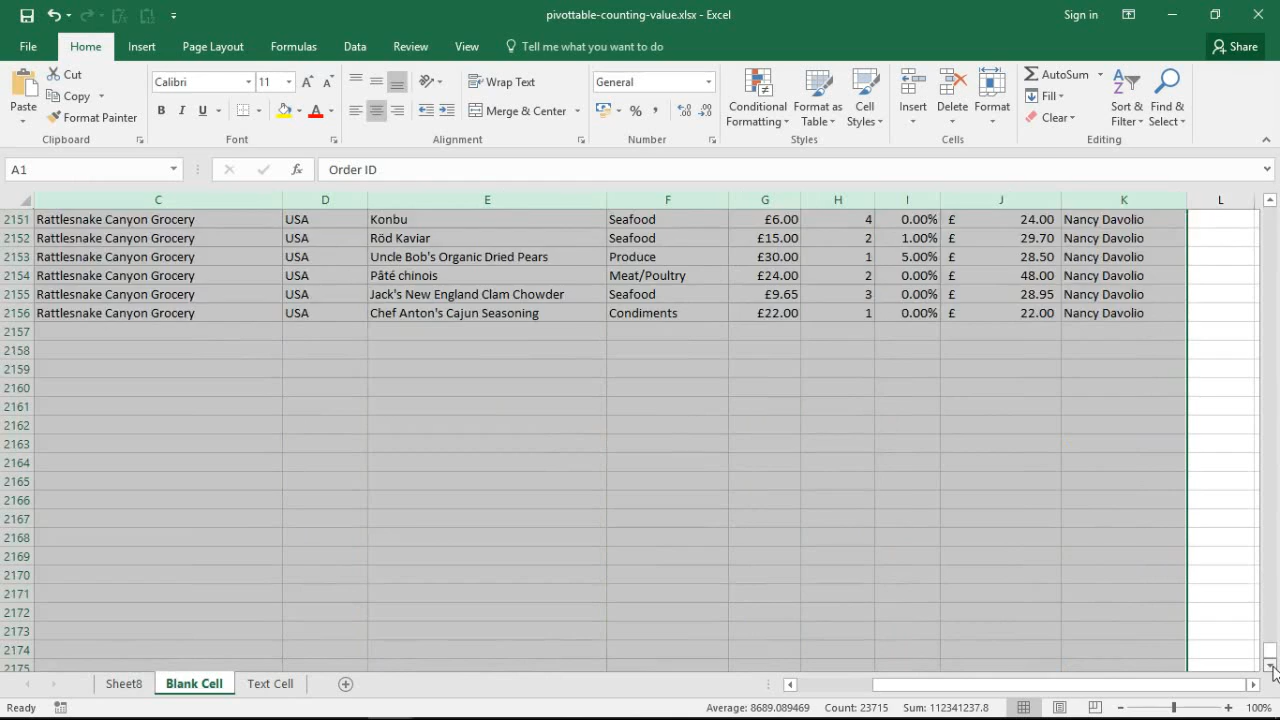 pivottable-counting-value.xlsx - Excel
Sign in
File Home Insert Page Layout Formulas Data Review View Tell me what you want to do Share
Paste Cut Copy Format Painter
Calibri 11
B I U A
Wrap Text
Merge & Center
General
% ,
Conditional Formatting
Format as Table
Cell Styles
Insert Delete Format
AutoSum Fill Clear
Sort & Filter
Find & Select
Clipboard Font Alignment Number Styles Cells Editing
A1 fx Order ID
C D E F G H I J K L
2151 Rattlesnake Canyon Grocery USA Konbu Seafood £6.00 4 0.00% £ 24.00 Nancy Davolio
2152 Rattlesnake Canyon Grocery USA Röd Kaviar Seafood £15.00 2 1.00% £ 29.70 Nancy Davolio
2153 Rattlesnake Canyon Grocery USA Uncle Bob's Organic Dried Pears Produce £30.00 1 5.00% £ 28.50 Nancy Davolio
2154 Rattlesnake Canyon Grocery USA Pâté chinois Meat/Poultry £24.00 2 0.00% £ 48.00 Nancy Davolio
2155 Rattlesnake Canyon Grocery USA Jack's New England Clam Chowder Seafood £9.65 3 0.00% £ 28.95 Nancy Davolio
2156 Rattlesnake Canyon Grocery USA Chef Anton's Cajun Seasoning Condiments £22.00 1 0.00% £ 22.00 Nancy Davolio
2157
2158
2159
2160
2161
2162
2163
2164
2165
2166
2167
2168
2169
2170
2171
2172
2173
2174
2175
Sheet8 Blank Cell Text Cell
Ready Average: 8689.089469 Count: 23715 Sum: 112341237.8 100%